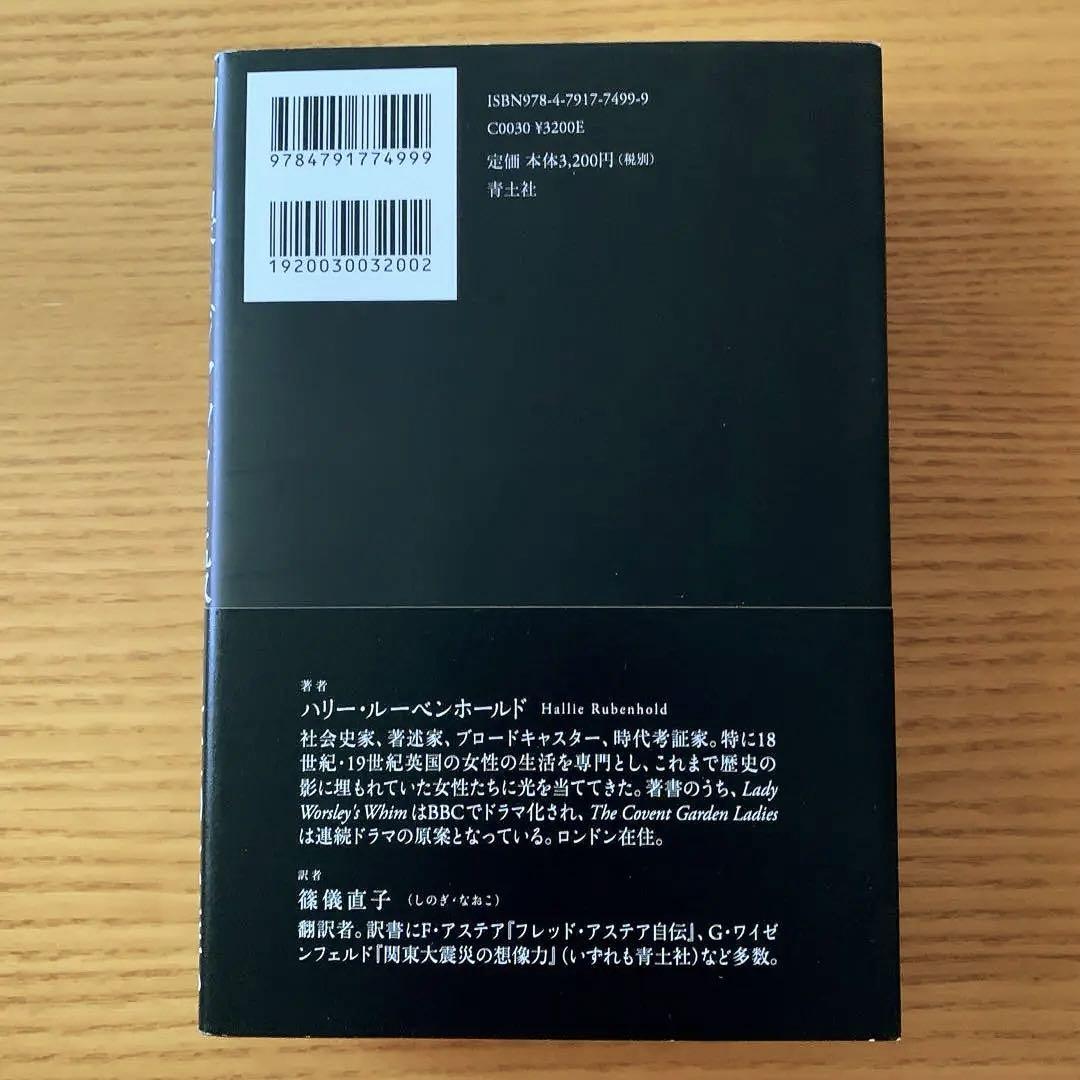 9784791774999
1920030032002
ISBN978-4-7917-7499-9
C0030 ¥3200E
定価 本体3,200円（税別）
青土社
著者
ハリー・ルーベンホールド Hallie Rubenhold
社会史家、著述家、ブロードキャスター、時代考証家。特に18
世紀・19世紀英国の女性の生活を専門とし、これまで歴史の
影に埋もれていた女性たちに光を当ててきた。著書のうち、Lady
Worsley's WhimはBBCでドラマ化され、The Covent Garden Ladies
は連続ドラマの原案となっている。ロンドン在住。
訳者
篠儀直子（しのぎ・なおこ）
翻訳者。訳書にF・アステア『フレッド・アステア自伝』、G・ワイゼ
ンフェルド『関東大震災の想像力』（いずれも青土社）など多数。